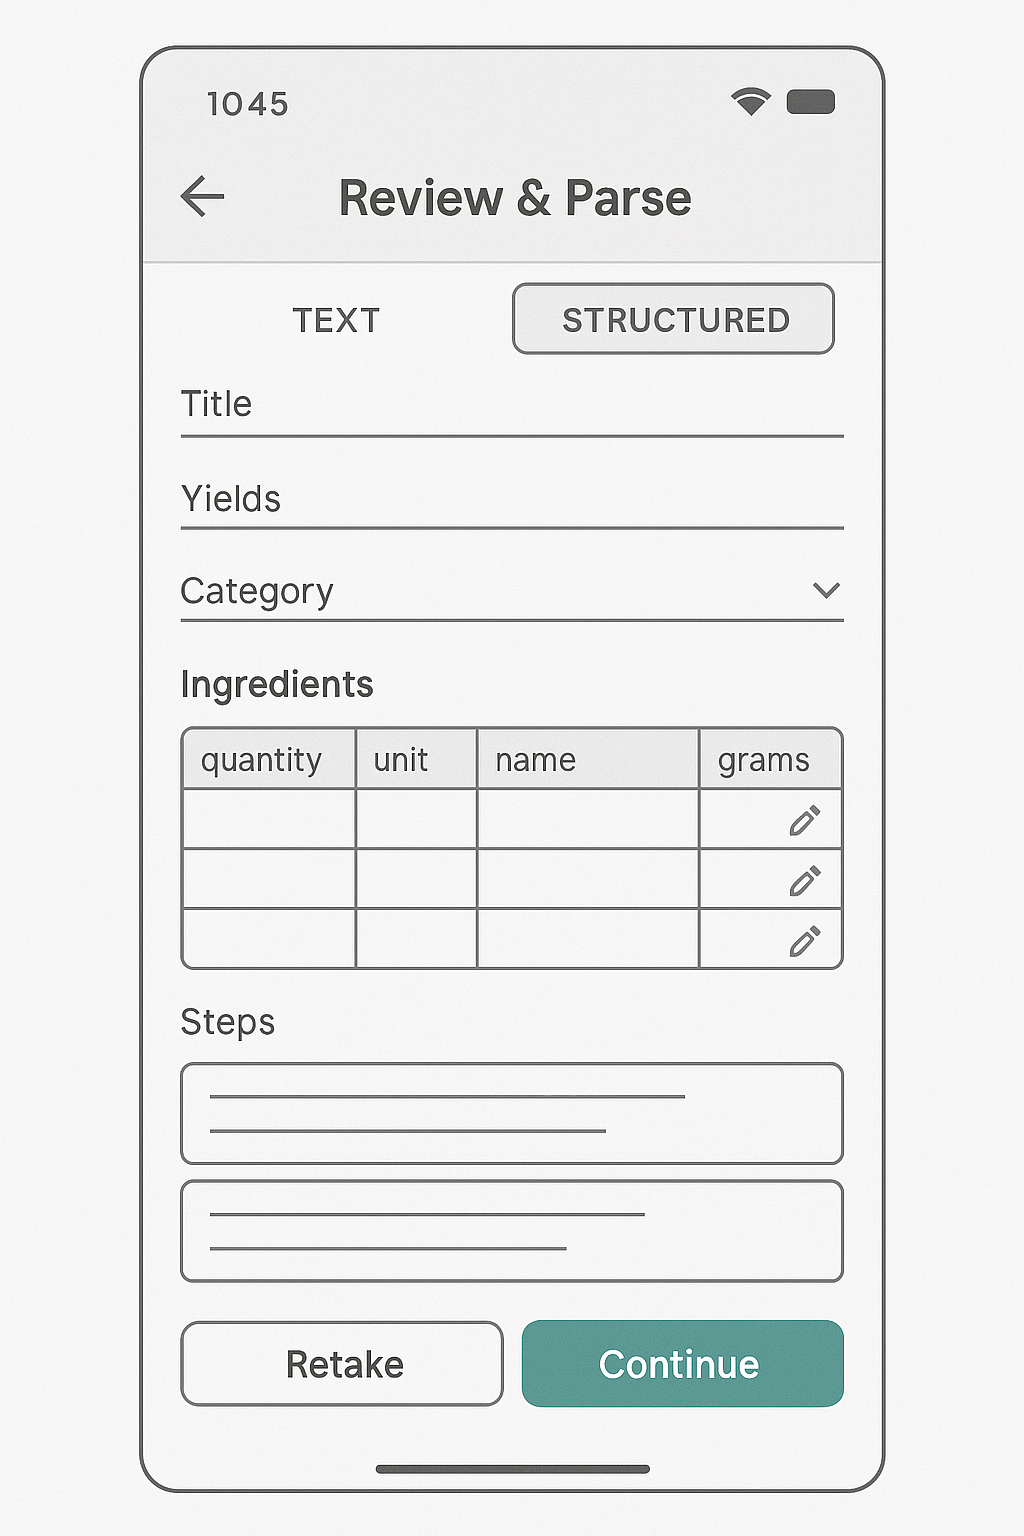 1045
Review & Parse
TEXT STRUCTURED
Title
Yields
Category
Ingredients
quantity unit name grams
Steps
Retake Continue